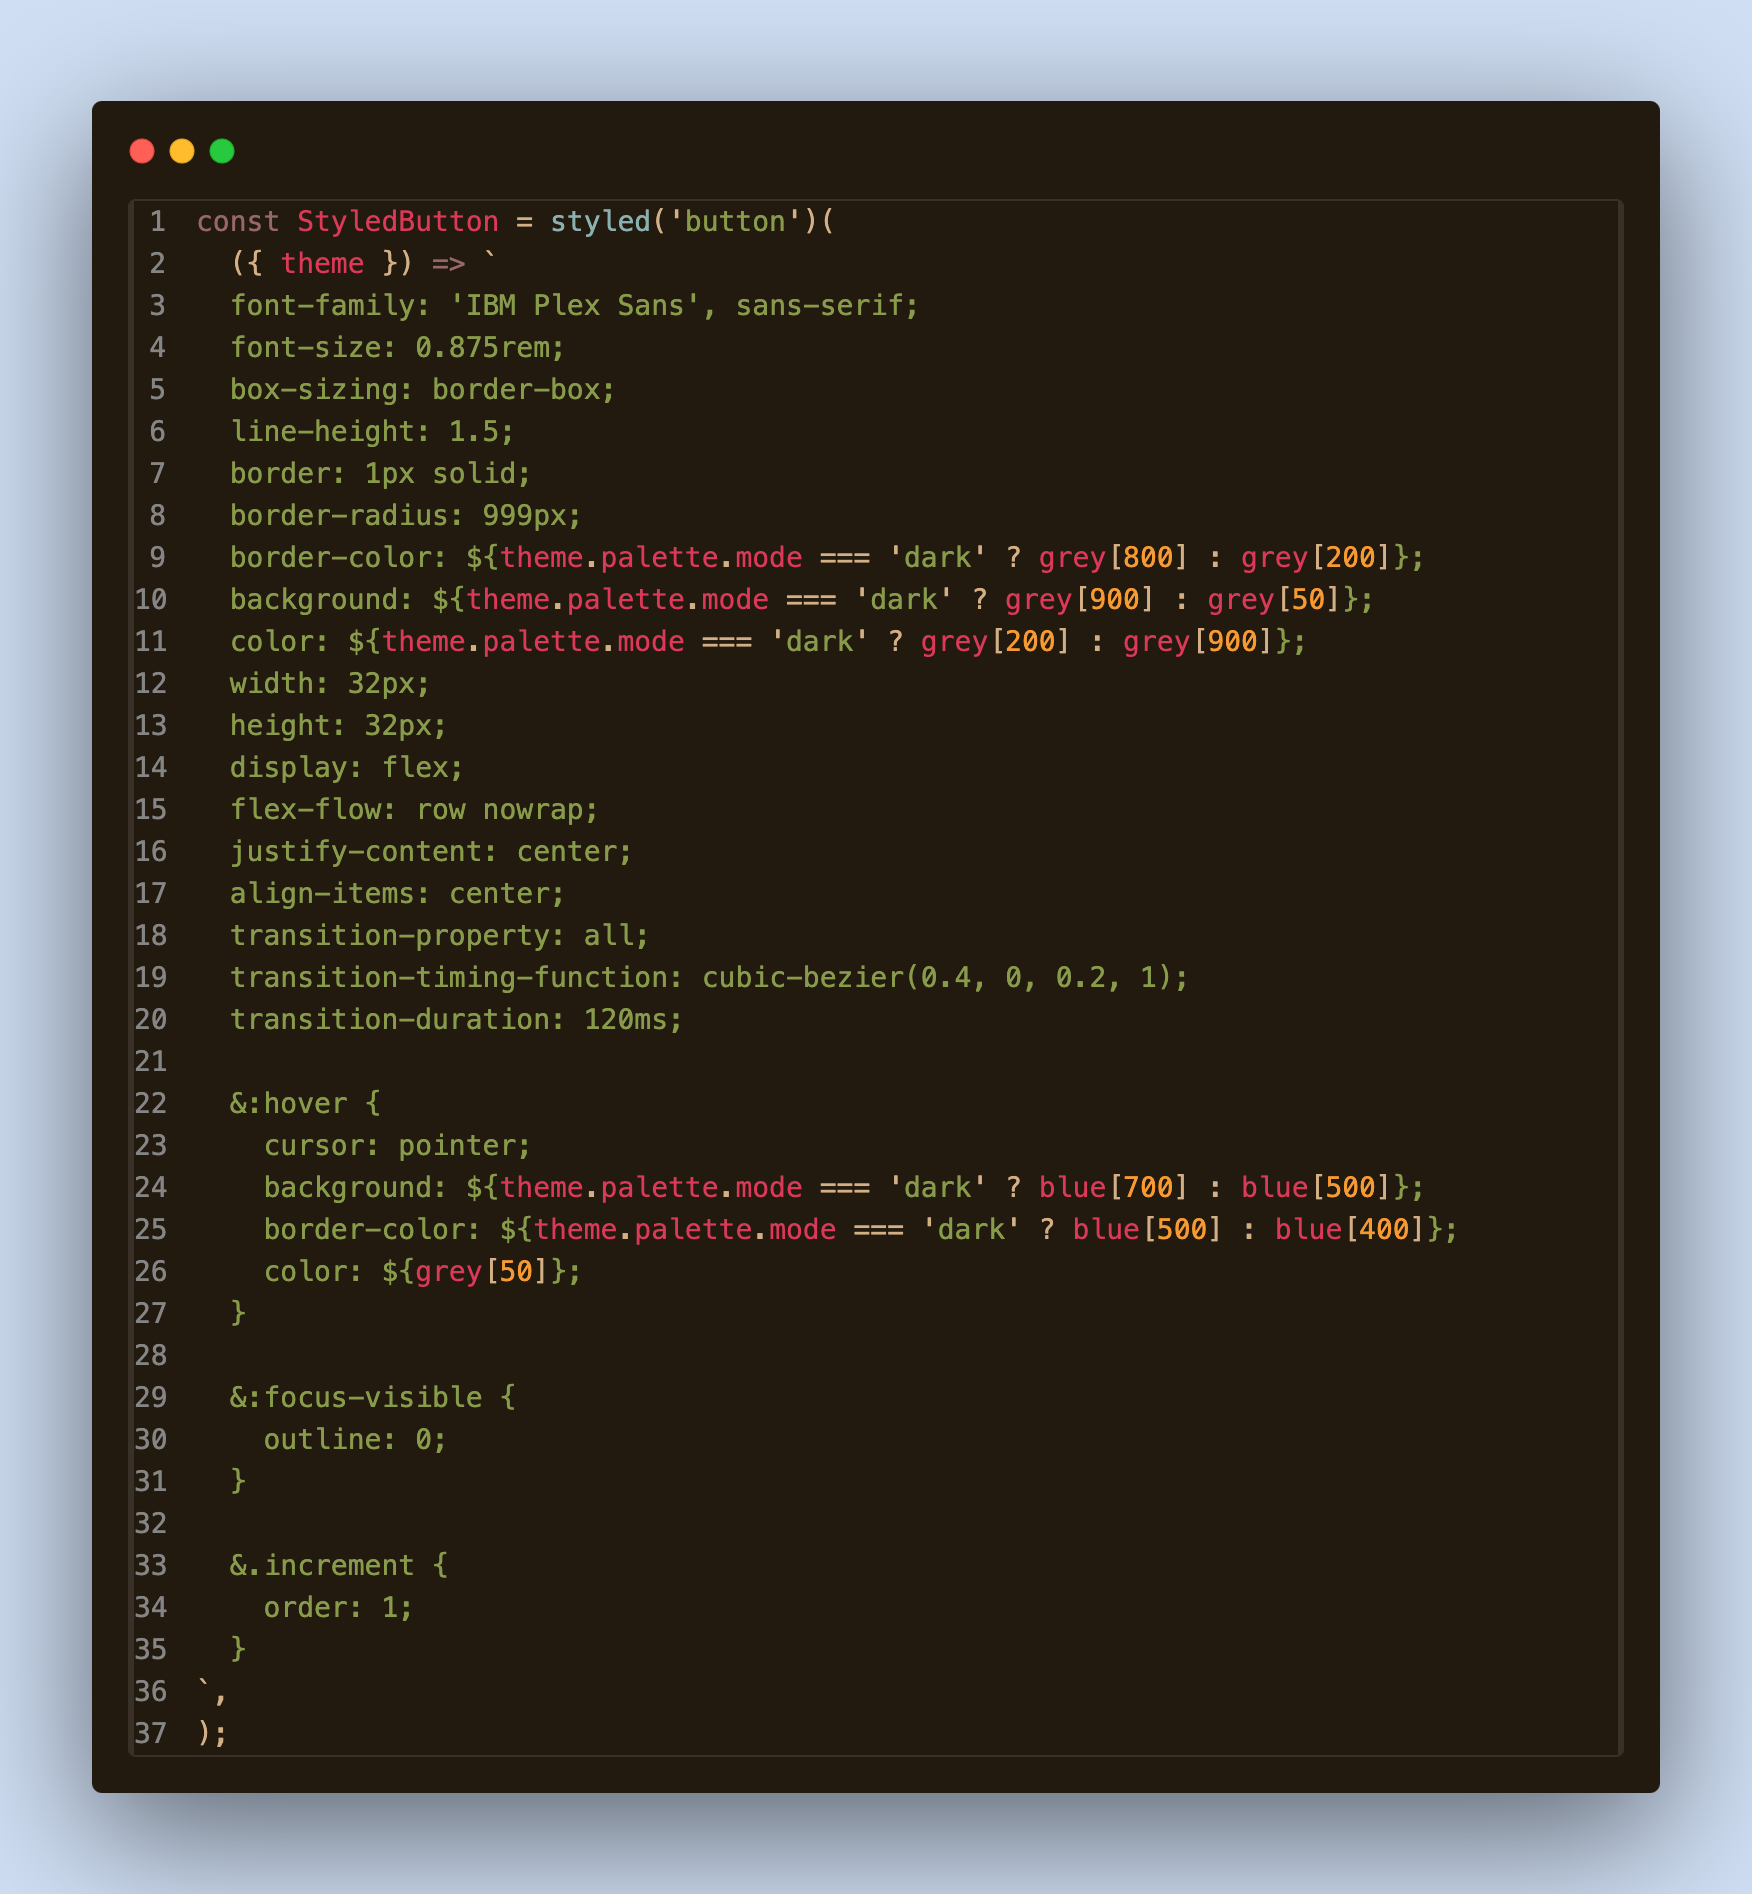 1 const StyledButton = styled('button')(
2   ({ theme }) => `
3   font-family: 'IBM Plex Sans', sans-serif;
4   font-size: 0.875rem;
5   box-sizing: border-box;
6   line-height: 1.5;
7   border: 1px solid;
8   border-radius: 999px;
9   border-color: ${theme.palette.mode === 'dark' ? grey[800] : grey[200]};
10   background: ${theme.palette.mode === 'dark' ? grey[900] : grey[50]};
11   color: ${theme.palette.mode === 'dark' ? grey[200] : grey[900]};
12   width: 32px;
13   height: 32px;
14   display: flex;
15   flex-flow: row nowrap;
16   justify-content: center;
17   align-items: center;
18   transition-property: all;
19   transition-timing-function: cubic-bezier(0.4, 0, 0.2, 1);
20   transition-duration: 120ms;
21
22   &:hover {
23     cursor: pointer;
24     background: ${theme.palette.mode === 'dark' ? blue[700] : blue[500]};
25     border-color: ${theme.palette.mode === 'dark' ? blue[500] : blue[400]};
26     color: ${grey[50]};
27   }
28
29   &:focus-visible {
30     outline: 0;
31   }
32
33   &.increment {
34     order: 1;
35   }
36 `,
37 );